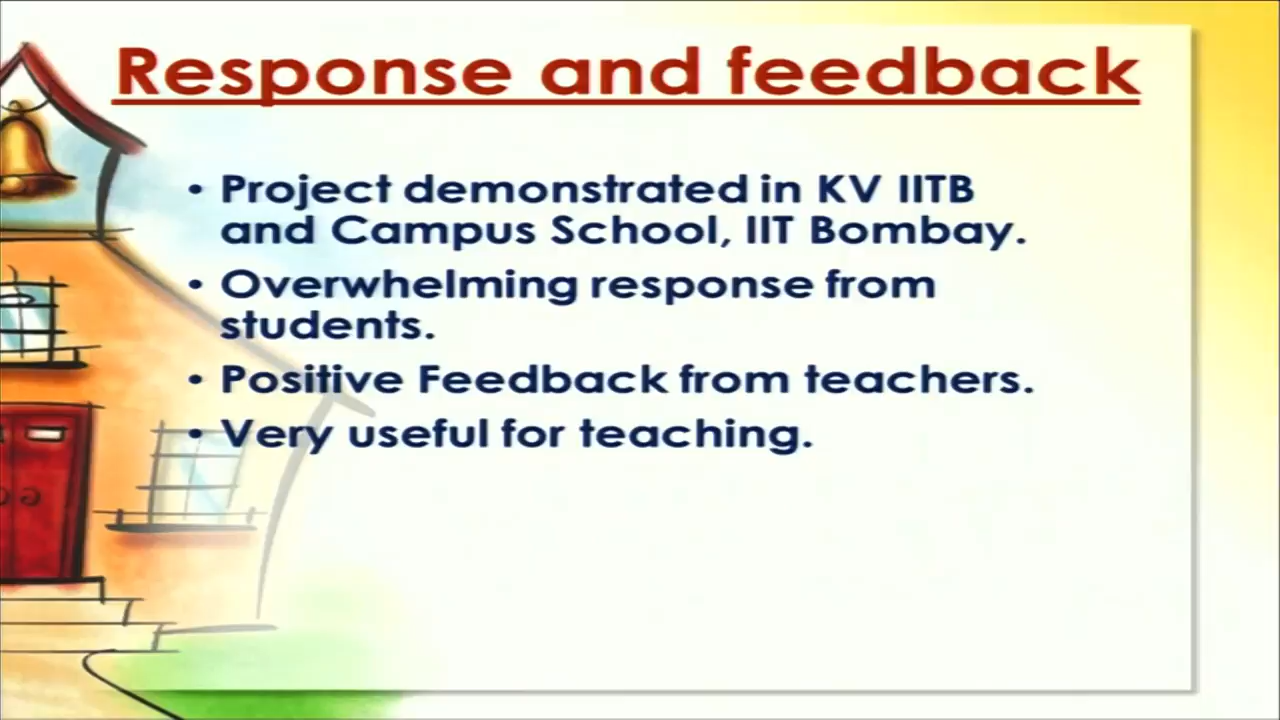 Response and feedback
• Project demonstrated in KV IITB
and Campus School, IIT Bombay.
• Overwhelming response from
students.
• Positive Feedback from teachers.
• Very useful for teaching.